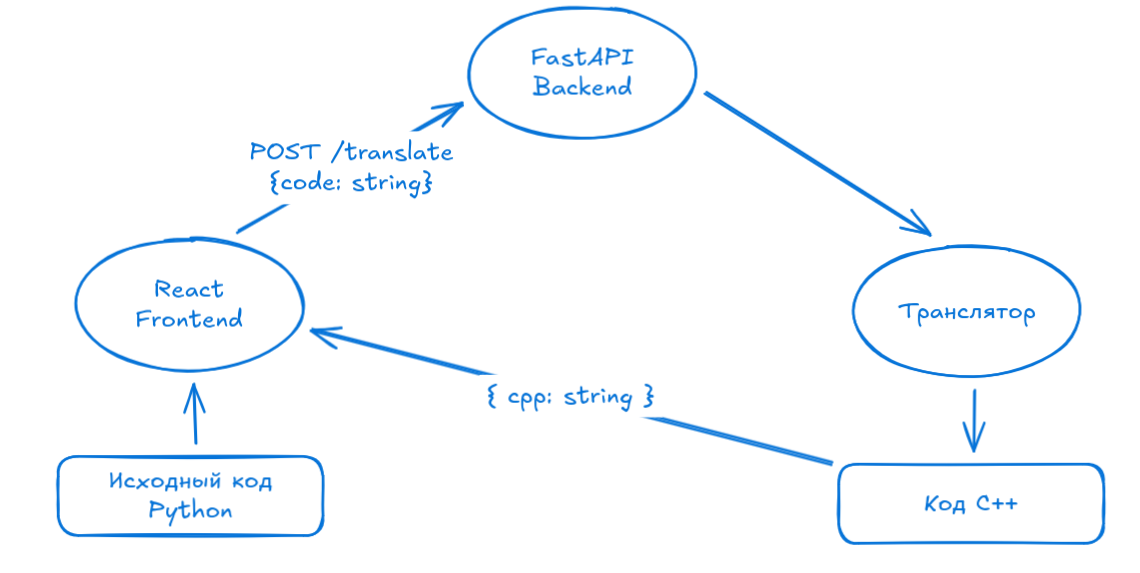 FastAPI
Backend
POST /translate
{code: string}
React
Frontend
Транслятор
{ cpp: string }
Исходный код
Python
Код C++